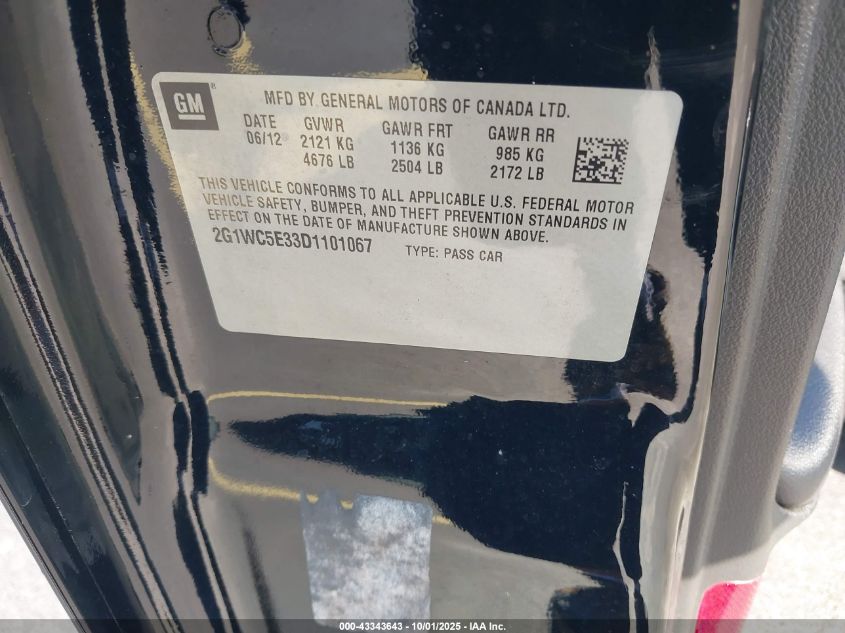 GM®
MFD BY GENERAL MOTORS OF CANADA LTD.
DATE GVWR GAWR FRT GAWR RR
06/12 2121 KG 1136 KG 985 KG
4676 LB 2504 LB 2172 LB
THIS VEHICLE CONFORMS TO ALL APPLICABLE U.S. FEDERAL MOTOR
VEHICLE SAFETY, BUMPER, AND THEFT PREVENTION STANDARDS IN
EFFECT ON THE DATE OF MANUFACTURE SHOWN ABOVE.
2G1WC5E33D1101067 TYPE: PASS CAR
000-43343643 - 10/01/2025 - IAA Inc.